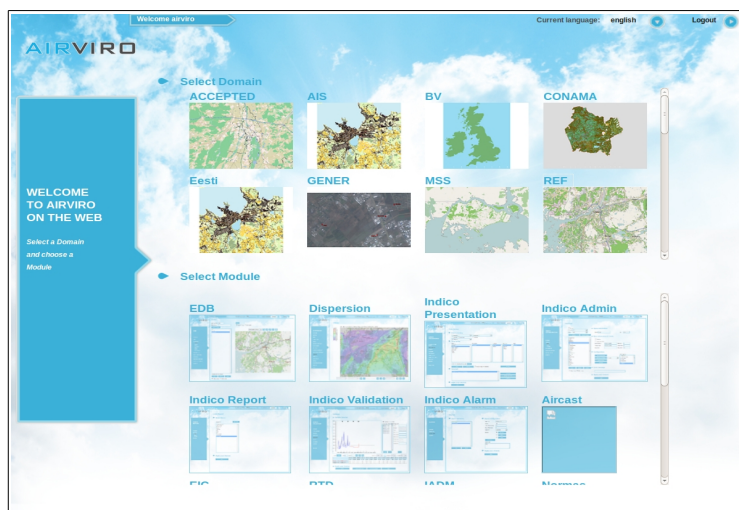 Welcome airviro
Current language: english
Logout
AIRVIRO
Select Domain
ACCEPTED
AIS
BV
CONAMA
WELCOME
TO AIRVIRO
ON THE WEB
Select a Domain
and choose a
Module
Eesti
GENER
MSS
REF
Select Module
EDB
Dispersion
Indico
Presentation
Indico Admin
Indico Report
Indico Validation
Indico Alarm
Aircast